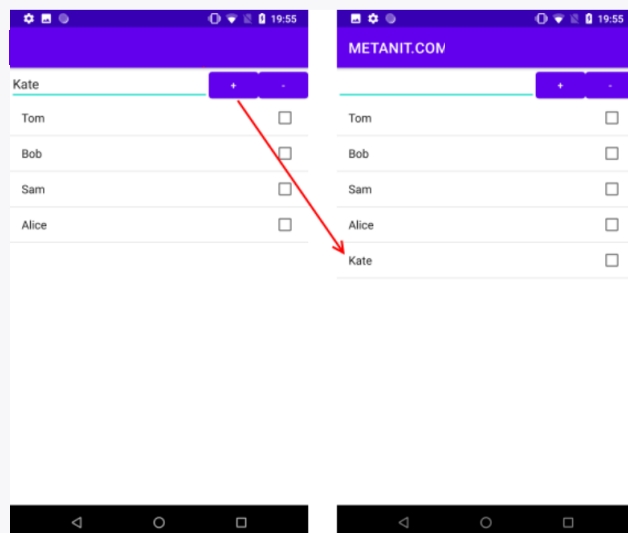 19:55
Kate
+
-
Tom
Bob
Sam
Alice
19:55
METANIT.COM
+
-
Tom
Bob
Sam
Alice
Kate